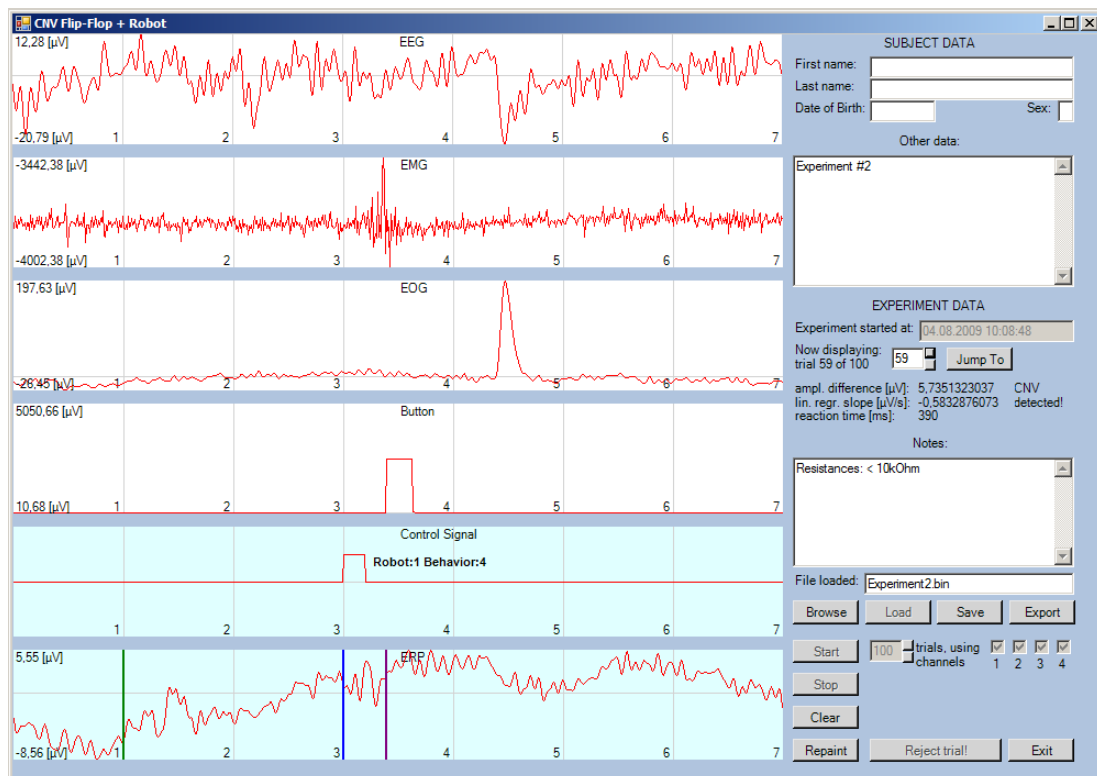 CNV Flip-Flop + Robot
12,28 [µV]
EEG
-20,79 [µV]
1 2 3 4 5 6 7
-3442,38 [µV]
EMG
-4002,38 [µV]
1 2 3 4 5 6 7
197,63 [µV]
EOG
-26,45 [µV]
1 2 3 4 5 6 7
5050,66 [µV]
Button
10,68 [µV]
1 2 3 4 5 6 7
Control Signal
Robot:1 Behavior:4
1 2 3 4 5 6 7
5,55 [µV]
ERP
-8,56 [µV]
1 2 3 4 5 6 7
SUBJECT DATA
First name:
Last name:
Date of Birth: Sex:
Other data:
Experiment #2
EXPERIMENT DATA
Experiment started at: 04.08.2009 10:08:48
Now displaying:
trial 59 of 100
59
Jump To
ampl. difference [µV]: 5,7351323037 CNV
lin. regr. slope [µV/s]: -0,5832876073 detected!
reaction time [ms]: 390
Notes:
Resistances: < 10kOhm
File loaded: Experiment2.bin
Browse Load Save Export
Start 100 trials, using
channels 1 2 3 4
Stop
Clear
Repaint Reject trial! Exit